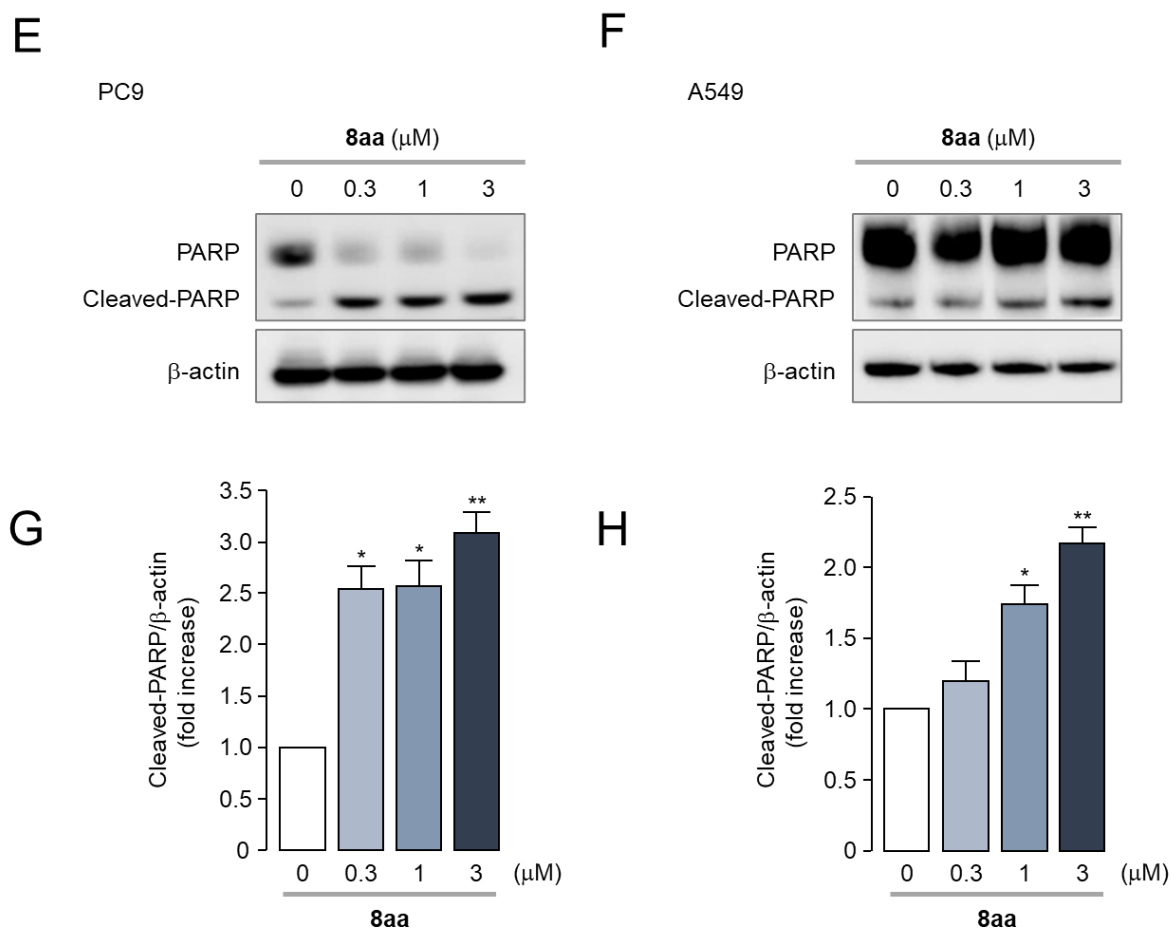 E
PC9
8aa (μM)
0 0.3 1 3
PARP
Cleaved-PARP
β-actin
F
A549
8aa (μM)
0 0.3 1 3
PARP
Cleaved-PARP
β-actin
G
Cleaved-PARP/β-actin
(fold increase)
3.5
3.0
2.5
2.0
1.5
1.0
0.5
0
* * **
0 0.3 1 3 (μM)
8aa
H
Cleaved-PARP/β-actin
(fold increase)
2.5
2.0
1.5
1.0
0.5
0
* **
0 0.3 1 3 (μM)
8aa